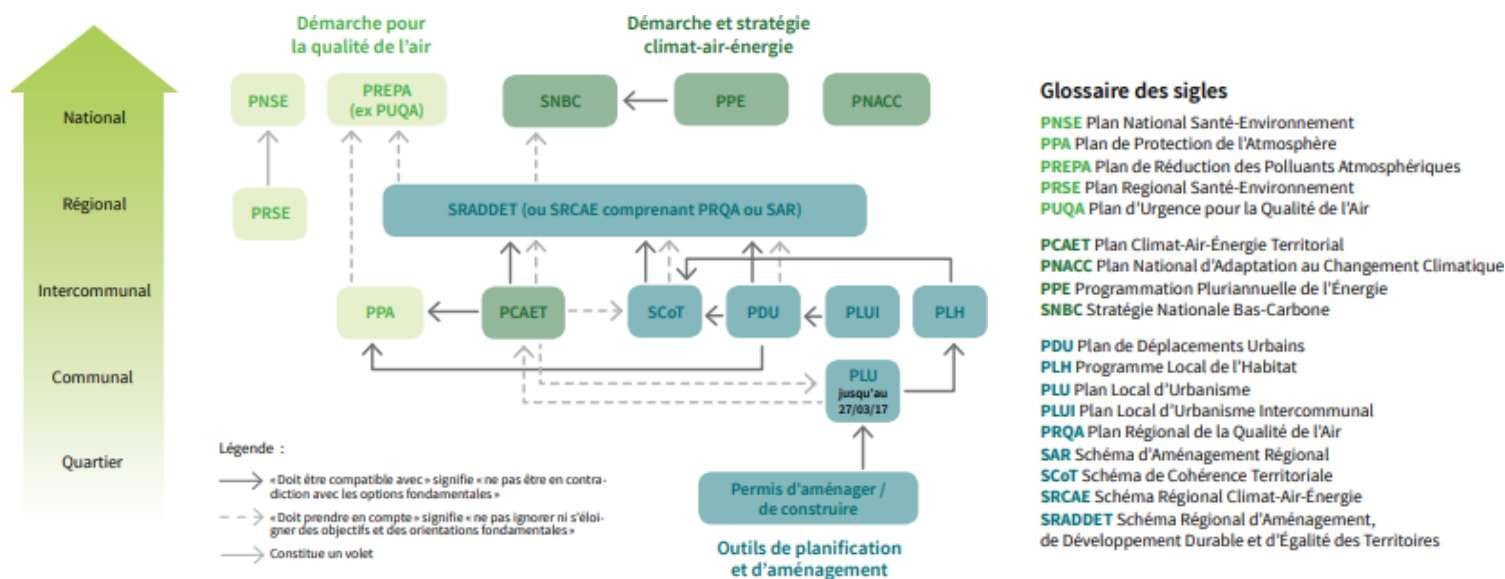 Démarche pour
la qualité de l'air
Démarche et stratégie
climat-air-énergie
National
PNSE
PREPA
(ex PUQA)
SNBC
PPE
PNACC
Régional
PRSE
SRADDET (ou SRCAE comprenant PRQA ou SAR)
Intercommunal
PPA
PCAET
SCoT
PDU
PLUI
PLH
Communal
PLU
jusqu'au
27/03/17
Quartier
Permis d'aménager /
de construire
Outils de planification
et d'aménagement
Légende :
« Doit être compatible avec » signifie « ne pas être en contra-
diction avec les options fondamentales »
« Doit prendre en compte » signifie « ne pas ignorer ni s'éloi-
gner des objectifs et des orientations fondamentales »
Constitue un volet
Glossaire des sigles
PNSE Plan National Santé-Environnement
PPA Plan de Protection de l'Atmosphère
PREPA Plan de Réduction des Polluants Atmosphériques
PRSE Plan Regional Santé-Environnement
PUQA Plan d'Urgence pour la Qualité de l'Air
PCAET Plan Climat-Air-Énergie Territorial
PNACC Plan National d'Adaptation au Changement Climatique
PPE Programmation Pluriannuelle de l'Énergie
SNBC Stratégie Nationale Bas-Carbone
PDU Plan de Déplacements Urbains
PLH Programme Local de l'Habitat
PLU Plan Local d'Urbanisme
PLUI Plan Local d'Urbanisme Intercommunal
PRQA Plan Régional de la Qualité de l'Air
SAR Schéma d'Aménagement Régional
SCoT Schéma de Cohérence Territoriale
SRCAE Schéma Régional Climat-Air-Énergie
SRADDET Schéma Régional d'Aménagement,
de Développement Durable et d'Égalité des Territoires